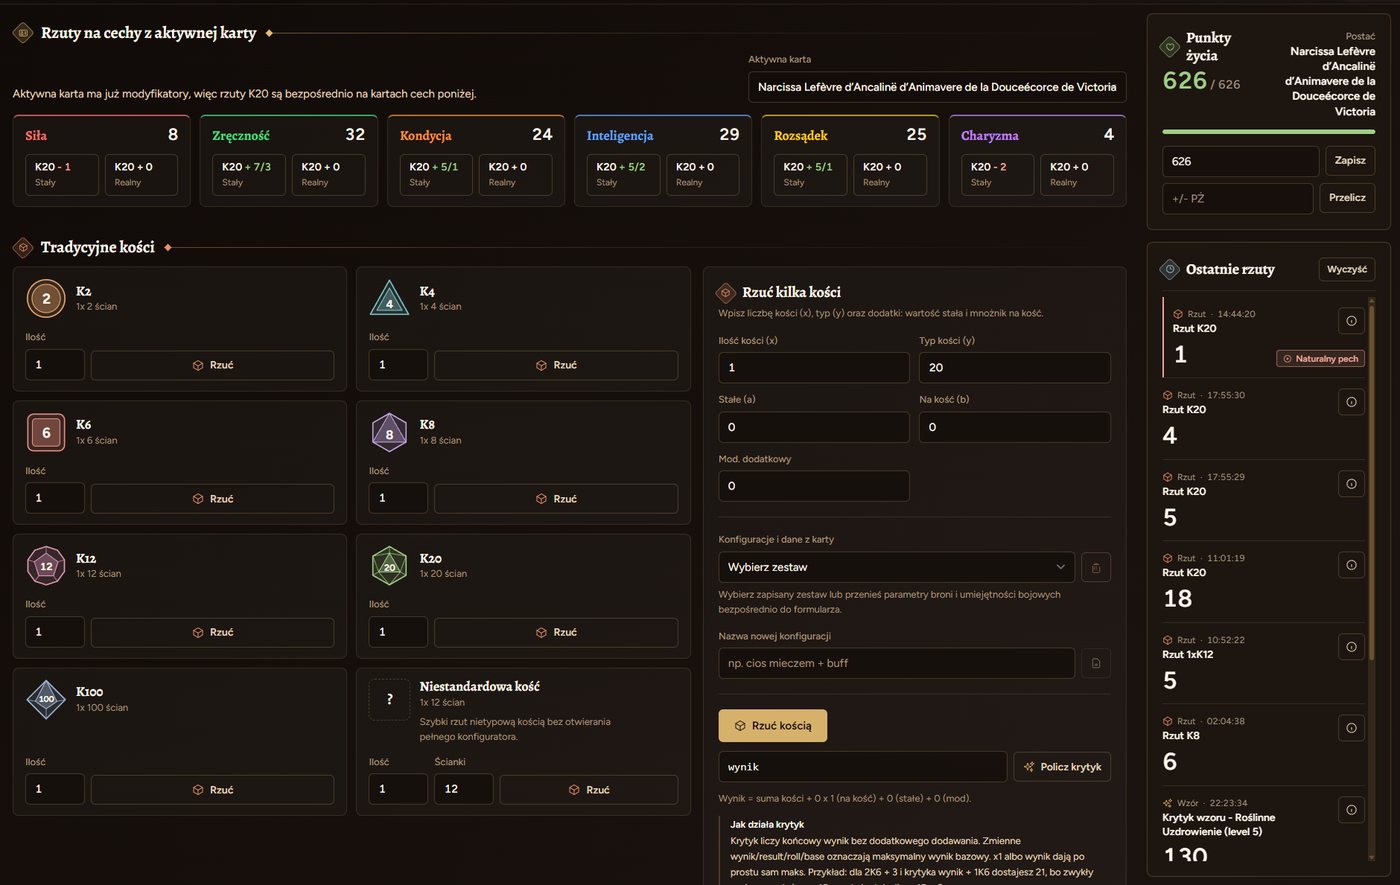 Rzuty na cechy z aktywnej karty
Aktywna karta
Aktywna karta ma już modyfikatory, więc rzuty K20 są bezpośrednio na kartach cech poniżej.
Narcissa Lefèvre d'Ancalinë d'Animavere de la Douceécorce de Victoria
Siła 8
K20 - 1
Stały
K20 + 0
Realny
Zręczność 32
K20 + 7/3
Stały
K20 + 0
Realny
Kondycja 24
K20 + 5/1
Stały
K20 + 0
Realny
Inteligencja 29
K20 + 5/2
Stały
K20 + 0
Realny
Rozsądek 25
K20 + 5/1
Stały
K20 + 0
Realny
Charyzma 4
K20 - 2
Stały
K20 + 0
Realny
Tradycyjne kości
2
K2
1x 2 ścian
Ilość
1
Rzuć
4
K4
1x 4 ścian
Ilość
1
Rzuć
6
K6
1x 6 ścian
Ilość
1
Rzuć
8
K8
1x 8 ścian
Ilość
1
Rzuć
12
K12
1x 12 ścian
Ilość
1
Rzuć
20
K20
1x 20 ścian
Ilość
1
Rzuć
100
K100
1x 100 ścian
Ilość
1
Rzuć
?
Niestandardowa kość
1x 12 ścian
Szybki rzut nietypową kością bez otwierania
pełnego konfiguratora.
Ilość
Ścianki
1
12
Rzuć
Rzuć kilka kości
Wpisz liczbę kości (x), typ (y) oraz dodatki: wartość stała i mnożnik na kość.
Ilość kości (x)
Typ kości (y)
1
20
Stałe (a)
Na kość (b)
0
0
Mod. dodatkowy
0
Konfiguracje i dane z karty
Wybierz zestaw
Wybierz zapisany zestaw lub przenieś parametry broni i umiejętności bojowych
bezpośrednio do formularza.
Nazwa nowej konfiguracji
np. cios mieczem + buff
Rzuć kością
wynik
Policz krytyk
Wynik = suma kości + 0 x 1 (na kość) + 0 (stałe) + 0 (mod).
Jak działa krytyk
Krytyk liczy końcowy wynik bez dodatkowego dodawania. Zmienne
wynik/result/roll/base oznaczają maksymalny wynik bazowy. x1 albo wynik dają po
prostu sam maks. Przykład: dla 2K6 + 3 i krytyka wynik + 1K6 dostajesz 21, bo zwykły
Punkty
życia
626 / 626
Postać
Narcissa Lefèvre
d'Ancalinë
d'Animavere de la
Douceécorce de
Victoria
626
Zapisz
+/- PŻ
Przelicz
Ostatnie rzuty
Wyczyść
Rzut · 14:44:20
Rzut K20
1
Naturalny pech
Rzut · 17:55:30
Rzut K20
4
Rzut · 17:55:29
Rzut K20
5
Rzut · 11:01:19
Rzut K20
18
Rzut · 10:52:22
Rzut 1xK12
5
Rzut · 02:04:38
Rzut K8
6
Wzór · 22:23:34
Krytyk wzoru - Roślinne
Uzdrowienie (level 5)
130